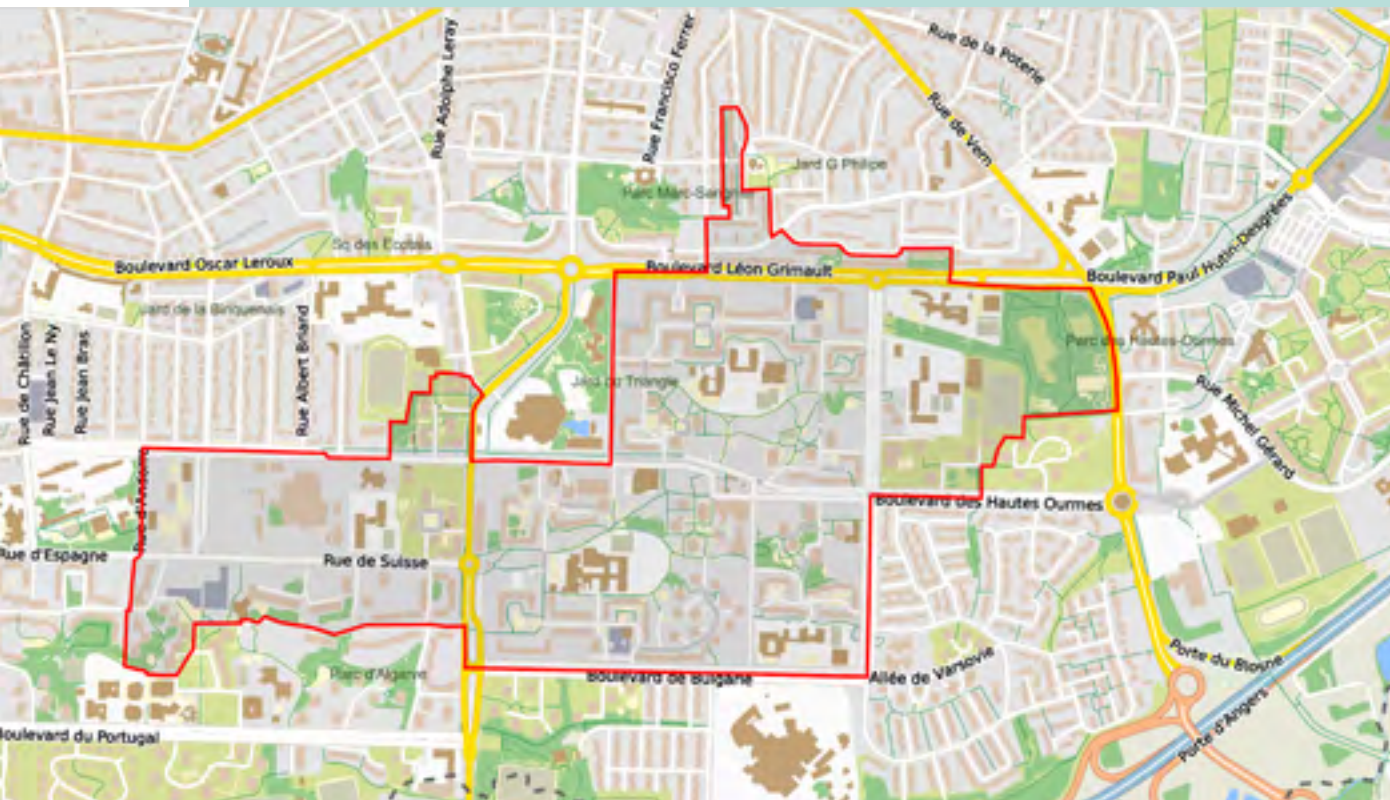 Rue de la Poterie
Rue Adolphe Leray
Rue Francisco Ferrer
Rue de Vern
Jard G Philipe
Parc Marc-Sangnier
Sq des Ecotais
Boulevard Oscar Leroux
Boulevard Léon Grimault
Boulevard Paul Hutin-Desgrées
Jard de la Binquenais
Rue de Châtillon
Rue Jean Le Ny
Rue Jean Bras
Rue Albert Briand
Parc des Hautes-Ourmes
Jard du Triangle
Rue Michel Gérard
Boulevard des Hautes Ourmes
Rue d'Espagne
Rue de Suisse
Porte du Blosne
Parc d'Algarve
Boulevard de Bulgarie
Allée de Varsovie
Porte d'Angers
Boulevard du Portugal